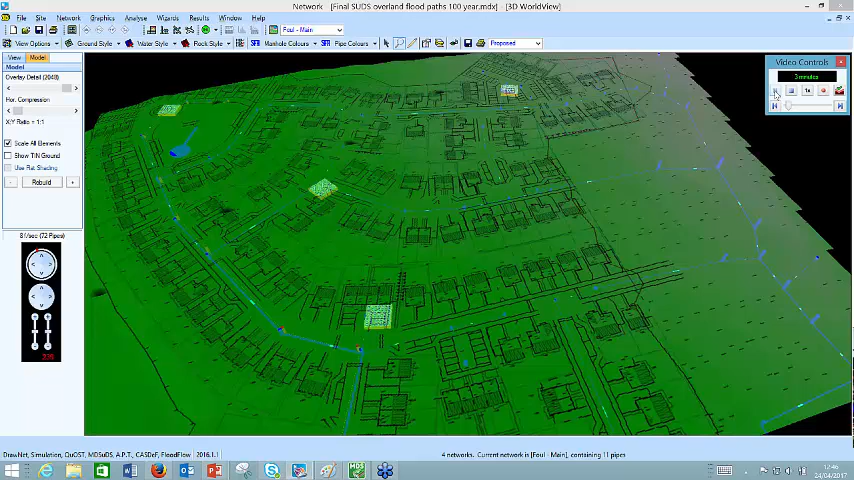 Network - [Final SUDS overland flood paths 100 year.mdx] - [3D WorldView]
File Site Network Graphics Analyse Wizards Results Window Help
Foul - Main
View Options Ground Style Water Style Rock Style Manhole Colours Pipe Colours Proposed
View Model
Model
Overlay Detail (2048)
Hor. Compression
X:Y Ratio = 1:1
Scale All Elements
Show TIN Ground
Use Flat Shading
- Rebuild +
Video Controls
3 minutes
1x
DrawNet, Simulation, QuOST, MDSuDS, A.P.T., CASDeF, FloodFlow 2016.1.1
4 networks. Current network is [Foul - Main], containing 11 pipes
12:46
24/04/2017